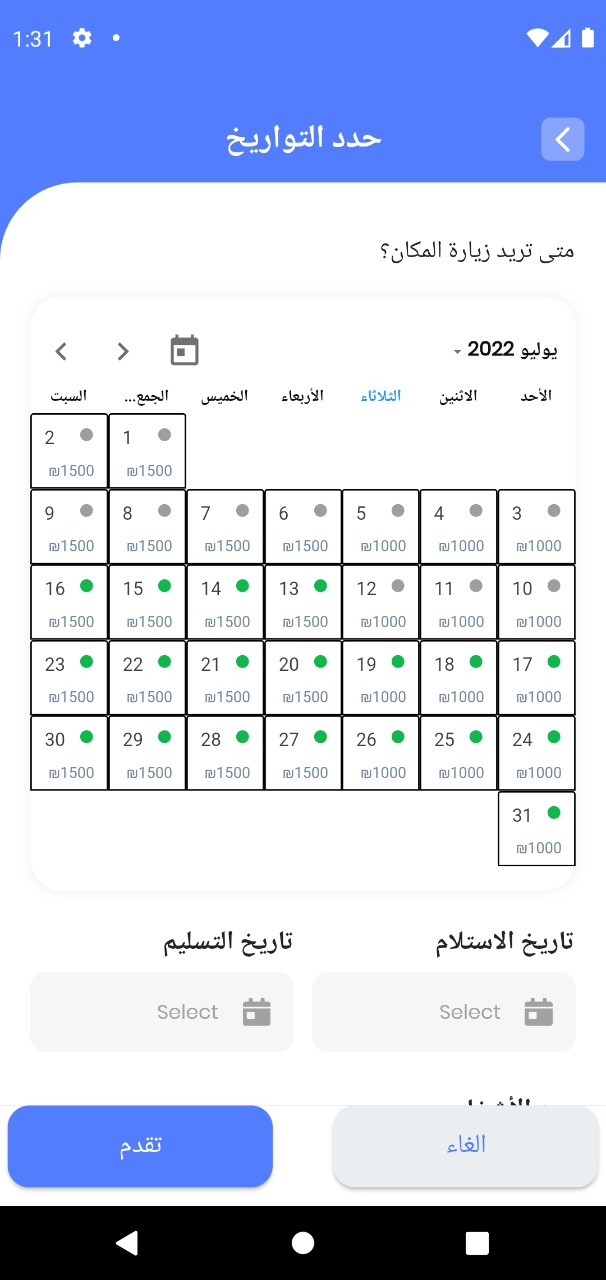 1:31
حدد التواريخ
متى تريد زيارة المكان؟
يوليو 2022
الأحد الاثنين الثلاثاء الأربعاء الخميس الجمع... السبت
1 2
₪1500 ₪1500
3 4 5 6 7 8 9
₪1000 ₪1000 ₪1000 ₪1500 ₪1500 ₪1500 ₪1500
10 11 12 13 14 15 16
₪1000 ₪1000 ₪1000 ₪1500 ₪1500 ₪1500 ₪1500
17 18 19 20 21 22 23
₪1000 ₪1000 ₪1000 ₪1500 ₪1500 ₪1500 ₪1500
24 25 26 27 28 29 30
₪1000 ₪1000 ₪1000 ₪1500 ₪1500 ₪1500 ₪1500
31
₪1000
تاريخ الاستلام تاريخ التسليم
Select Select
الغاء تقدم